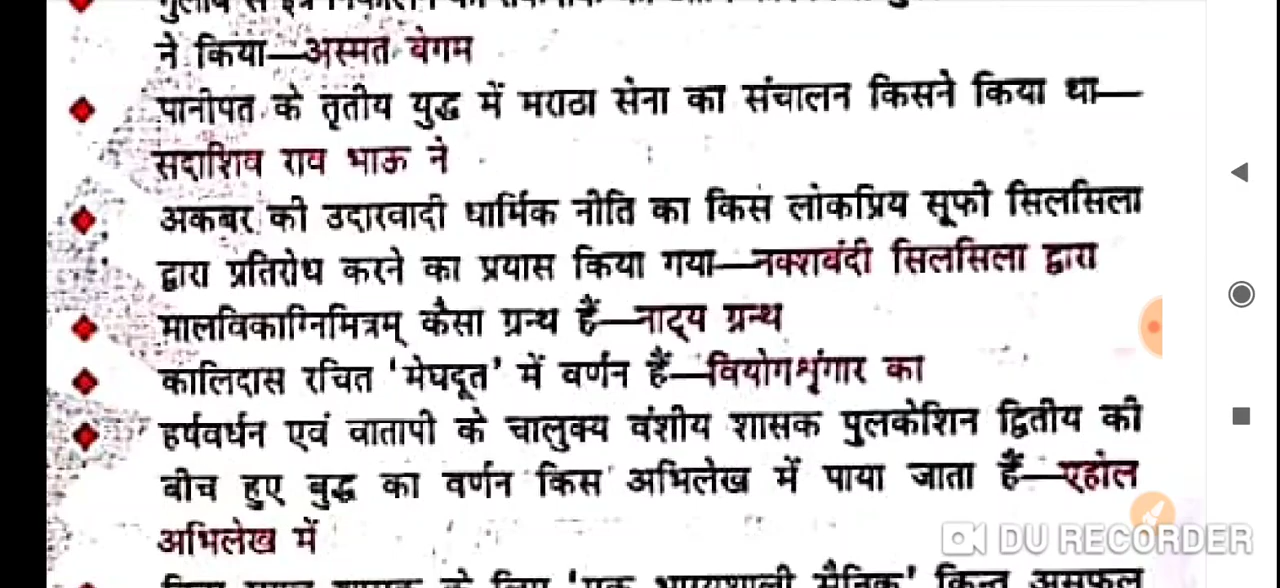 ने किया—अस्मत बेगम
पानीपत के तृतीय युद्ध में मराठा सेना का संचालन किसने किया था—
सदाशिव राव भाऊ ने
अकबर की उदारवादी धार्मिक नीति का किस लोकप्रिय सूफी सिलसिला
द्वारा प्रतिरोध करने का प्रयास किया गया—नक्शबंदी सिलसिला द्वारा
मालविकाग्निमित्रम् कैसा ग्रन्थ हैं—नाट्य ग्रन्थ
कालिदास रचित 'मेघदूत' में वर्णन हैं—वियोगशृंगार का
हर्षवर्धन एवं वातापी के चालुक्य वंशीय शासक पुलकेशिन द्वितीय की
बीच हुए बुद्ध का वर्णन किस अभिलेख में पाया जाता हैं—एहोल
अभिलेख में
DU RECORDER